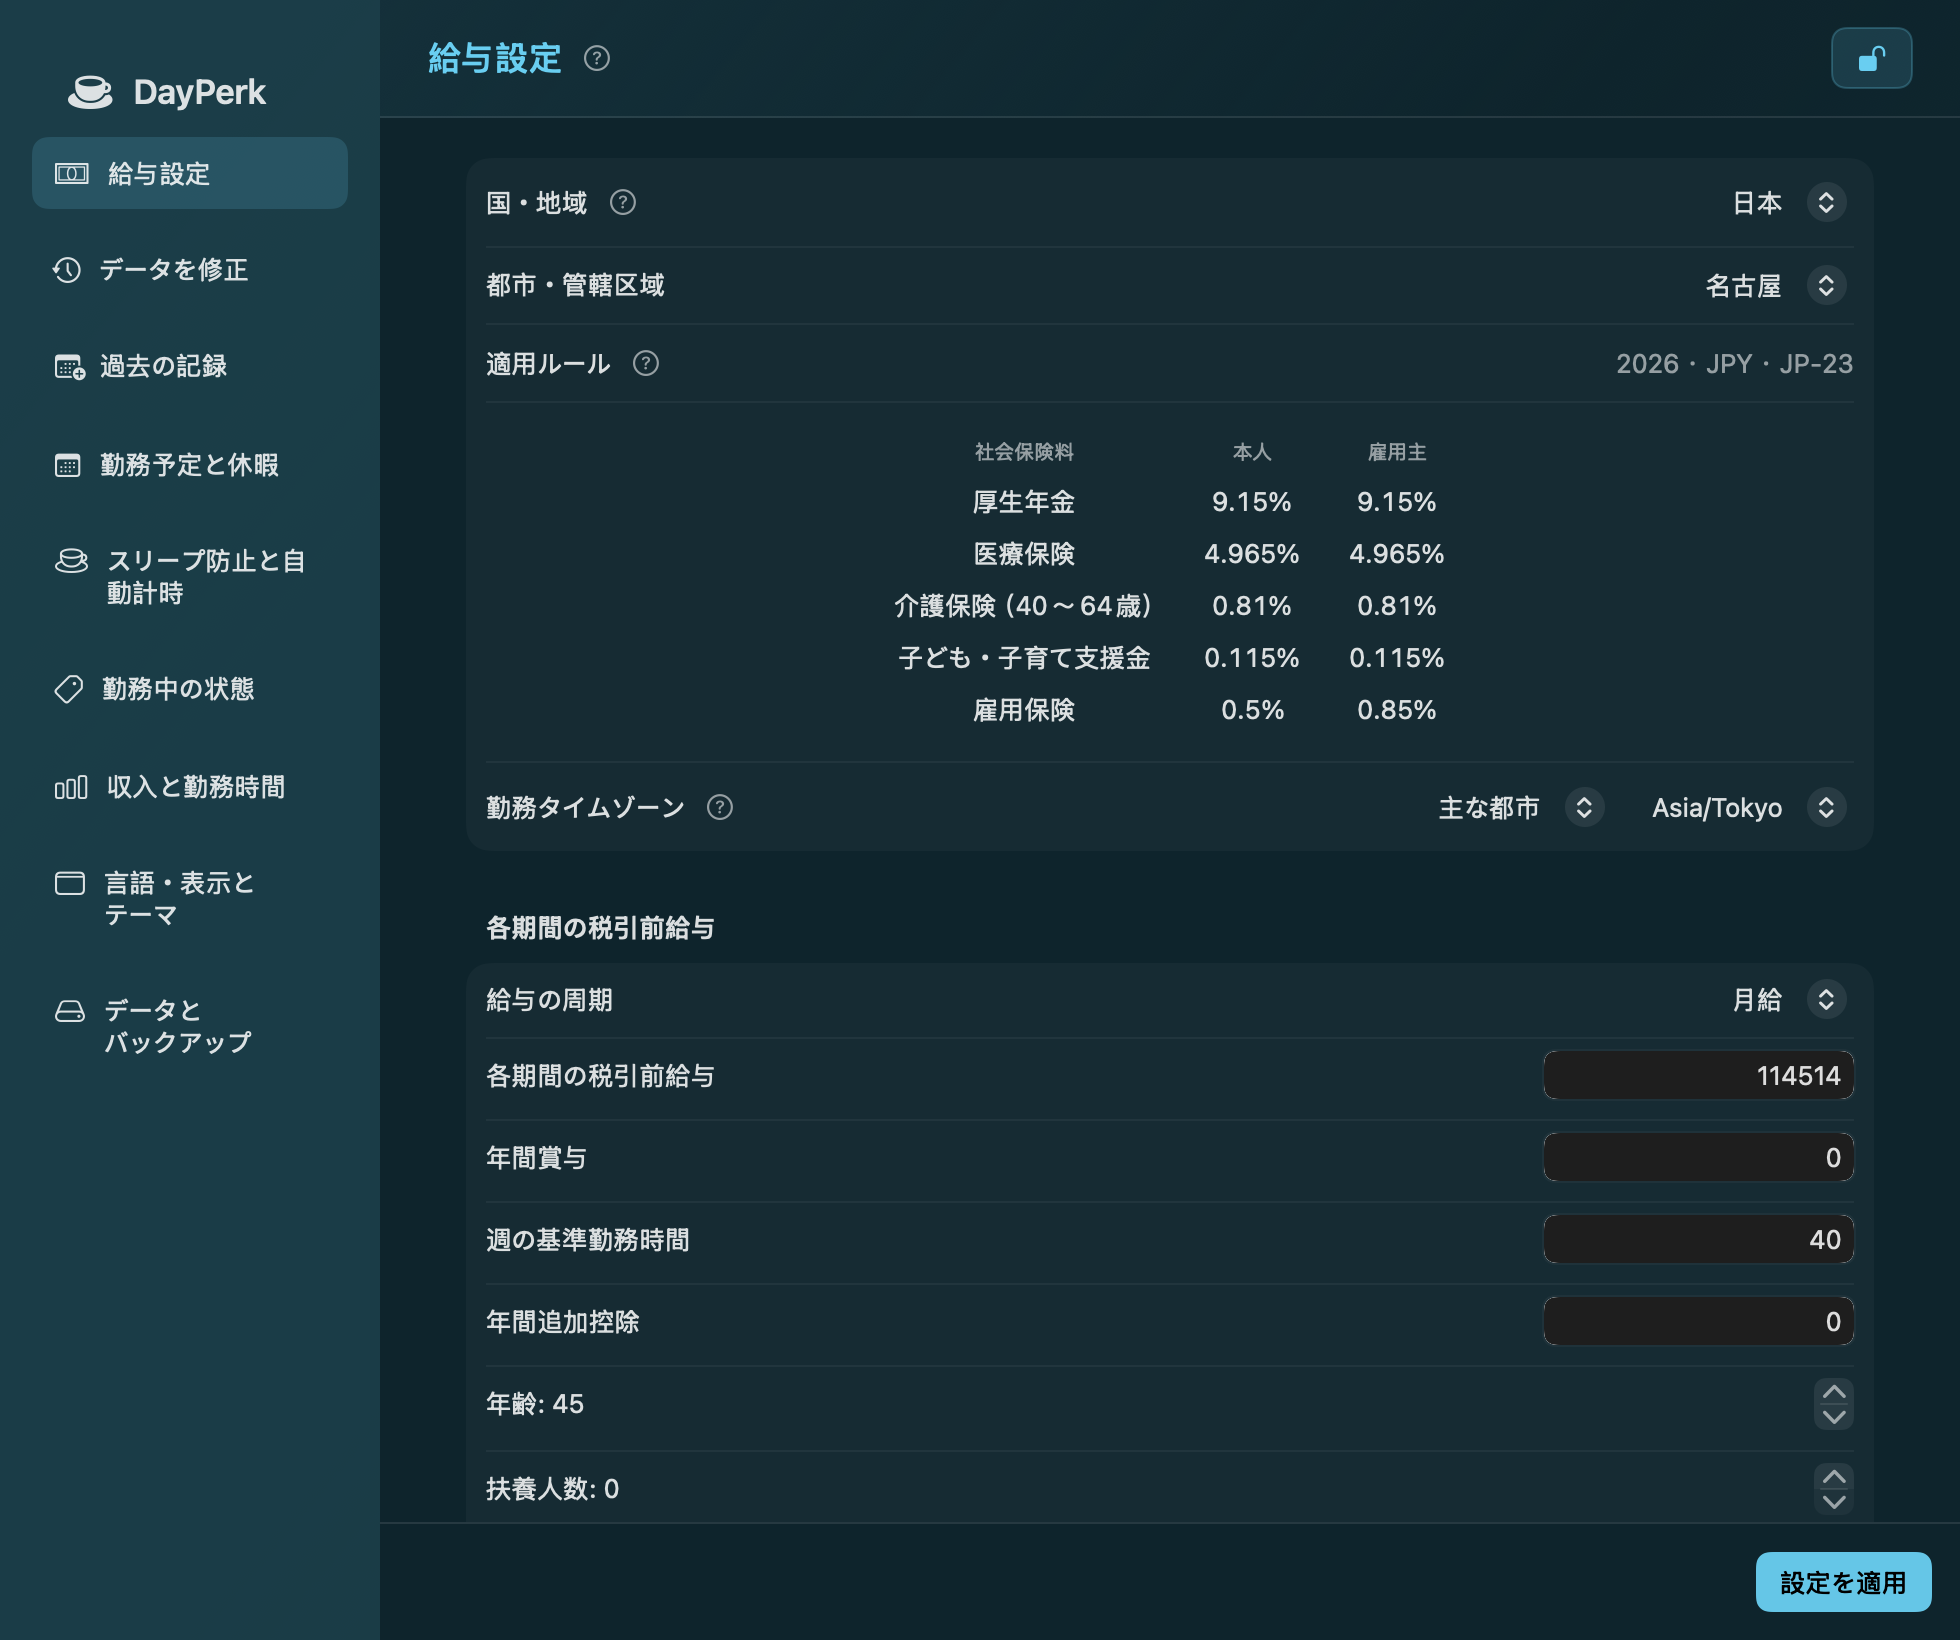 DayPerk
給与設定
データを修正
過去の記録
勤務予定と休暇
スリープ防止と自
動計時
勤務中の状態
収入と勤務時間
言語・表示と
テーマ
データと
バックアップ
給与設定 ?
国・地域 ? 日本
都市・管轄区域 名古屋
適用ルール ? 2026・JPY・JP-23
社会保険料 本人 雇用主
厚生年金 9.15% 9.15%
医療保険 4.965% 4.965%
介護保険(40〜64歳) 0.81% 0.81%
子ども・子育て支援金 0.115% 0.115%
雇用保険 0.5% 0.85%
勤務タイムゾーン ? 主な都市 Asia/Tokyo
各期間の税引前給与
給与の周期 月給
各期間の税引前給与 114514
年間賞与 0
週の基準勤務時間 40
年間追加控除 0
年齢: 45
扶養人数: 0
設定を適用